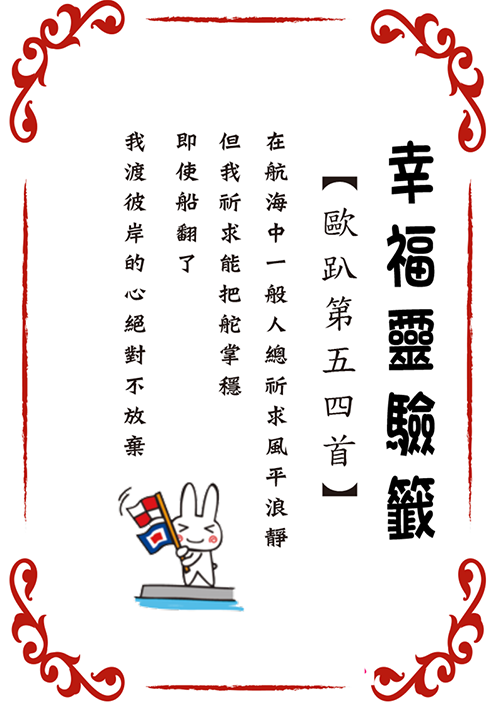 幸福靈驗籤
【歐趴第五四首】
在航海中一般人總祈求風平浪靜
但我祈求能把舵掌穩
即使船翻了
我渡彼岸的心絕對不放棄